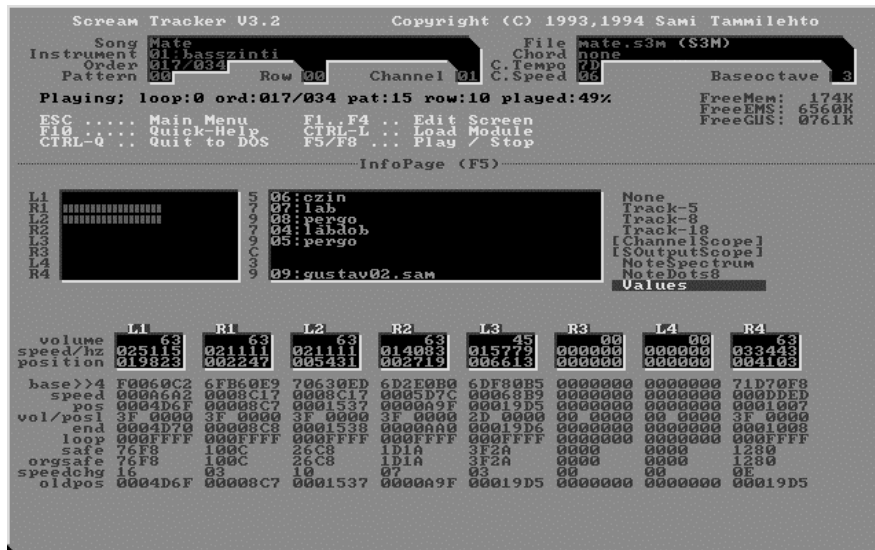 Scream Tracker V3.2 Copyright (C) 1993,1994 Sami Tammilehto
Song Mate File mate.s3m (S3M)
Instrument 01:basszinti Chord none
Order 017/034 C.Tempo 7D
Pattern 00 Row 00 Channel 01 C.Speed 06 Baseoctave 3
Playing; loop:0 ord:017/034 pat:15 row:10 played:49% FreeMem: 174K
FreeEMS: 6560K
ESC ..... Main Menu F1..F4 .. Edit Screen FreeGUS: 0761K
F10 ..... Quick-Help CTRL-L .. Load Module
CTRL-Q .. Quit to DOS F5/F8 ... Play / Stop
InfoPage (F5)
L1 5 06:czin None
R1 7 07:lab Track-5
L2 9 08:pergo Track-8
R2 7 04:labdob Track-18
L3 9 05:pergo [ChannelScope]
R3 C [SOutputScope]
L4 3 NoteSpectrum
R4 9 09:gustav02.sam NoteDots8
Values
L1 R1 L2 R2 L3 R3 L4 R4
volume 63 63 63 63 45 00 00 63
speed/hz 025115 021111 021111 014083 015779 000000 000000 033443
position 019823 002247 005431 002719 006613 000000 000000 004103
base>>4 F0060C2 6FB60E9 70630ED 6D2E0B0 6DF80B5 0000000 0000000 71D70F8
speed 000A6A2 0008C17 0008C17 0005D7C 00068B9 0000000 0000000 000DDED
pos 0004D6F 00008C7 0001537 0000A9F 00019D5 0000000 0000000 0001007
vol/posl 3F 0000 3F 0000 3F 0000 3F 0000 2D 0000 00 0000 00 0000 3F 0000
end 0004D70 00008C8 0001538 0000AA0 00019D6 0000000 0000000 0001008
loop 000FFFF 000FFFF 000FFFF 000FFFF 000FFFF 0000000 0000000 000FFFF
safe 76F8 100C 26C8 1D1A 3F2A 0000 0000 1280
orgsafe 76F8 100C 26C8 1D1A 3F2A 0000 0000 1280
speedchg 16 03 10 07 03 00 00 0E
oldpos 0004D6F 00008C7 0001537 0000A9F 00019D5 0000000 0000000 00019D5